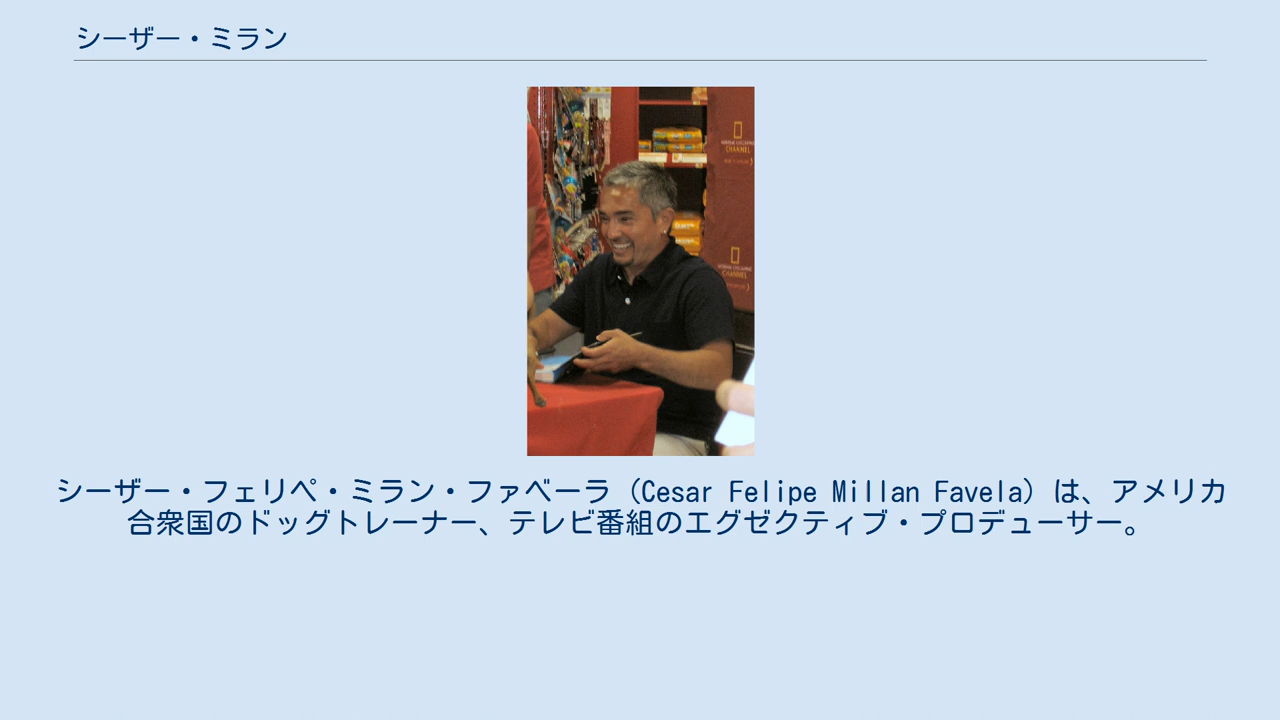 シーザー・ミラン
CHANNEL
CHANNEL
シーザー・フェリペ・ミラン・ファベーラ（Cesar Felipe Millan Favela）は、アメリカ
合衆国のドッグトレーナー、テレビ番組のエグゼクティブ・プロデューサー。